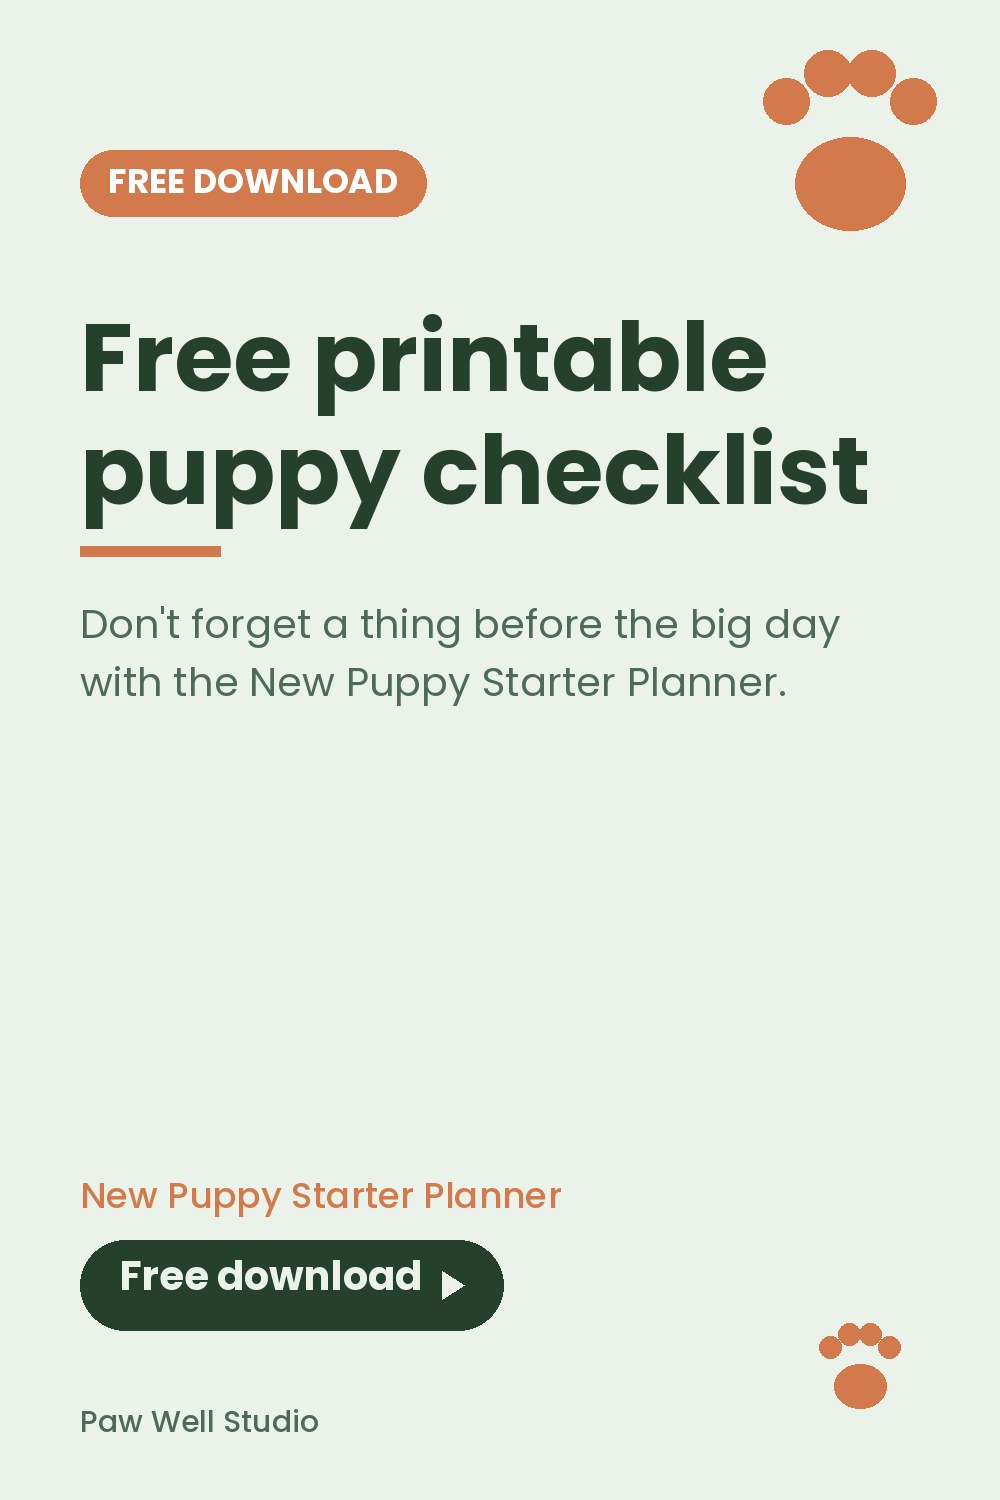 FREE DOWNLOAD
Free printable
puppy checklist
Don't forget a thing before the big day
with the New Puppy Starter Planner.
New Puppy Starter Planner
Free download
Paw Well Studio